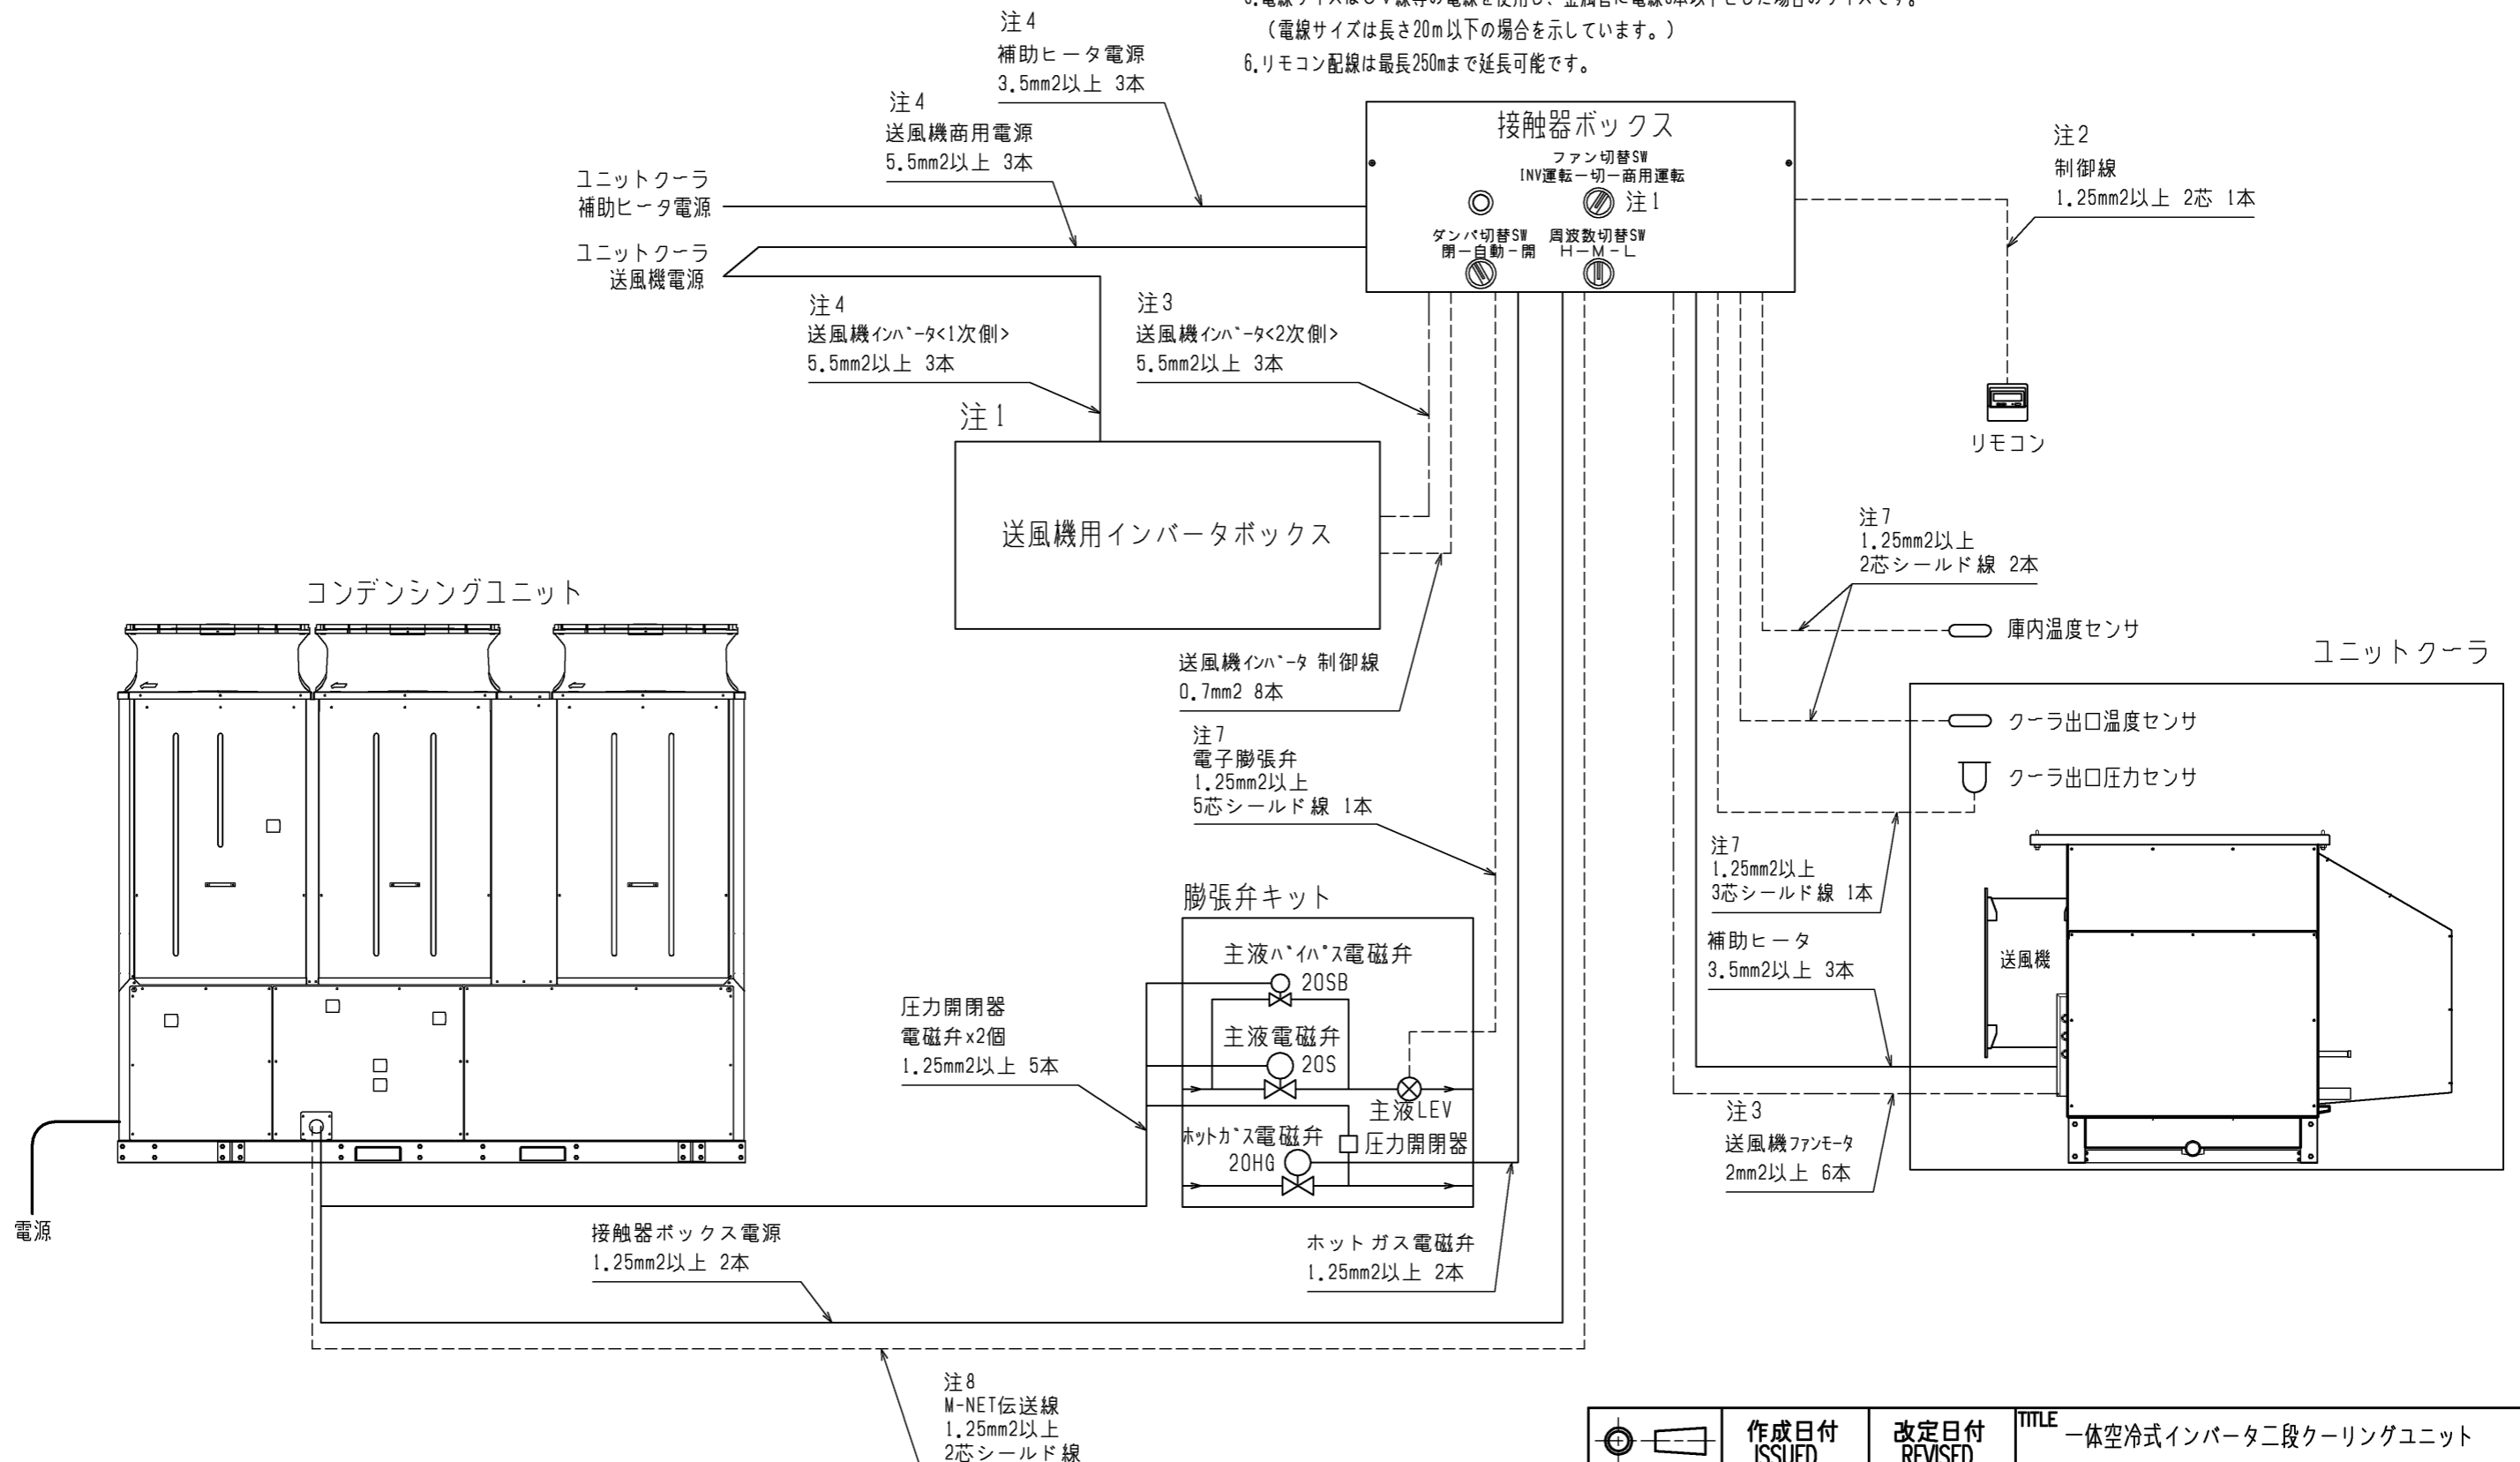 (電線サイズは長さ20m以下の場合を示しています。)
6.リモコン配線は最長250mまで延長可能です。
注4
補助ヒータ電源
3.5mm2以上 3本
注4
送風機商用電源
5.5mm2以上 3本
ユニットクーラ
補助ヒータ電源
ユニットクーラ
送風機電源
接触器ボックス
ファン切替SW
INV運転ー切ー商用運転
注1
ダンパ切替SW
閉ー自動-開
周波数切替SW
HーM-L
注2
制御線
1.25mm2以上 2芯 1本
リモコン
注4
送風機インバータ<1次側>
5.5mm2以上 3本
注3
送風機インバータ<2次側>
5.5mm2以上 3本
注1
送風機用インバータボックス
送風機インバータ 制御線
0.7mm2 8本
注7
1.25mm2以上
2芯シールド線 2本
庫内温度センサ
ユニットクーラ
クーラ出口温度センサ
クーラ出口圧力センサ
注7
1.25mm2以上
3芯シールド線 1本
補助ヒータ
3.5mm2以上 3本
送風機
注3
送風機ファンモータ
2mm2以上 6本
コンデンシングユニット
電源
注7
電子膨張弁
1.25mm2以上
5芯シールド線 1本
膨張弁キット
主液バイパス電磁弁
20SB
主液電磁弁
20S
主液LEV
ホットガス電磁弁
20HG
圧力開閉器
圧力開閉器
電磁弁x2個
1.25mm2以上 5本
ホットガス電磁弁
1.25mm2以上 2本
接触器ボックス電源
1.25mm2以上 2本
注8
M-NET伝送線
1.25mm2以上
2芯シールド線
作成日付
ISSUED
改定日付
REVISED
TITLE
一体空冷式インバータ二段クーリングユニット